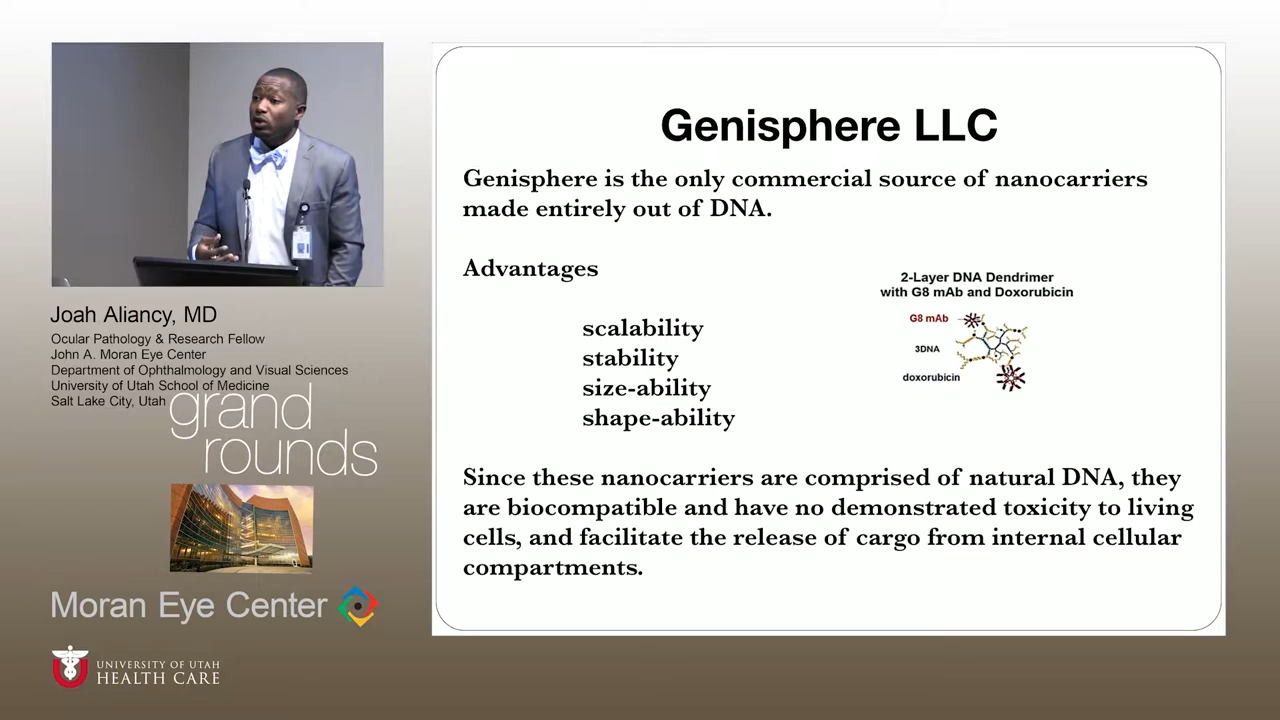 Genisphere LLC
Genisphere is the only commercial source of nanocarriers
made entirely out of DNA.
Advantages
scalability
stability
size-ability
shape-ability
2-Layer DNA Dendrimer
with G8 mAb and Doxorubicin
G8 mAb
3DNA
doxorubicin
Since these nanocarriers are comprised of natural DNA, they
are biocompatible and have no demonstrated toxicity to living
cells, and facilitate the release of cargo from internal cellular
compartments.
Joah Aliancy, MD
Ocular Pathology & Research Fellow
John A. Moran Eye Center
Department of Ophthalmology and Visual Sciences
University of Utah School of Medicine
Salt Lake City, Utah
grand
rounds
Moran Eye Center
UNIVERSITY OF UTAH
HEALTH CARE